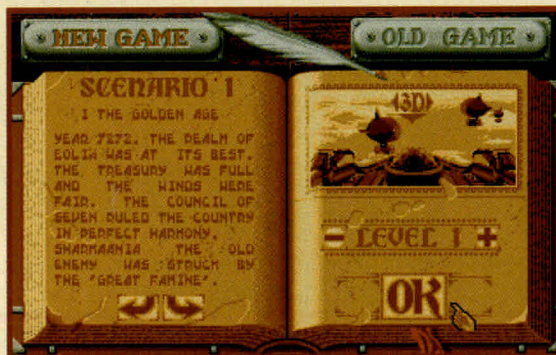 NEW GAME
OLD GAME
SCENARIO 1
I THE GOLDEN AGE
YEAR 7272. THE REALM OF
EOLIA WAS AT ITS BEST.
THE TREASURY WAS FULL
AND THE WINDS WERE
FAIR. THE COUNCIL OF
SEVEN RULED THE COUNTRY
IN PERFECT HARMONY.
SHARMAANIA THE OLD
ENEMY WAS STRUCK BY
THE "GREAT FAMINE".
3D
- LEVEL 1 +
OK